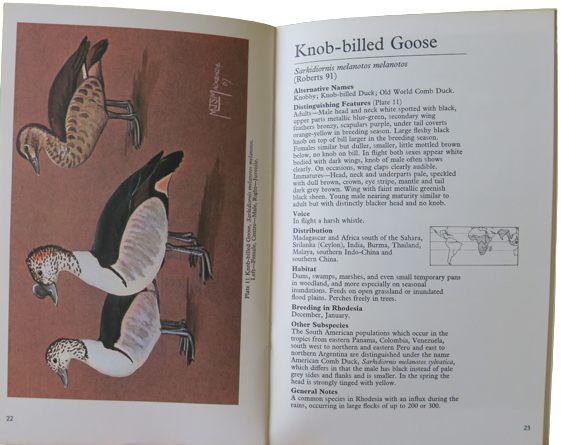 MJSMacnenos
67
Plate 11 Knob-billed Goose, Sarkidiornis melanotos melanotos
Left—Female, Centre—Male, Right—Juvenile.
22
Knob-billed Goose
Sarkidiornis melanotos melanotos
(Roberts 91)
Alternative Names
Knobby; Knob-billed Duck; Old World Comb Duck.
Distinguishing Features (Plate 11)
Adults—Male head and neck white spotted with black,
upper parts metallic blue-green, secondary wing
feathers bronzy, scapulars purple, under tail coverts
orange-yellow in breeding season. Large fleshy black
knob on top of bill larger in the breeding season.
Females similar but duller, smaller, little mottled brown
below, no knob on bill. In flight both sexes appear white
bodied with dark wings, knob of male often shows
clearly. On occasions, wing claps clearly audible.
Immatures—Head, neck and underparts pale, speckled
with dull brown, crown, eye stripe, mantle and tail
dark grey brown. Wing with faint metallic greenish
black sheen. Young male nearing maturity similar to
adult but with distinctly blacker head and no knob.
Voice
In flight a harsh whistle.
Distribution
Madagascar and Africa south of the Sahara,
Srilanka (Ceylon), India, Burma, Thailand,
Malaya, southern Indo-China and
southern China.
Habitat
Dams, swamps, marshes, and even small temporary pans
in woodland, and more especially on seasonal
inundations. Feeds on open grassland or inundated
flood plains. Perches freely in trees.
Breeding in Rhodesia
December, January.
Other Subspecies
The South American populations which occur in the
tropics from eastern Panama, Colombia, Venezuela,
south west to northern and eastern Peru and east to
northern Argentina are distinguished under the name
American Comb Duck, Sarkidiornis melanotos sylvatica,
which differs in that the male has black instead of pale
grey sides and flanks and is smaller. In the spring the
head is strongly tinged with yellow.
General Notes
A common species in Rhodesia with an influx during the
rains, occurring in large flocks of up to 200 or 300.
23